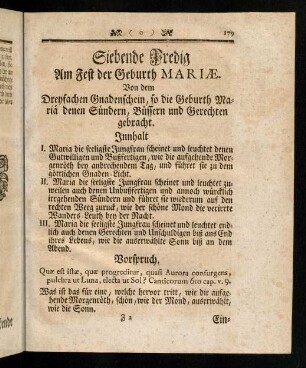 ( o )
179
Siebende Predig
Am Fest der Geburth MARIÆ.
Von dem
Dreyfachen Gnadenschein, so die Geburth Ma-
riä denen Sündern, Büssern und Gerechten
gebracht.
Jnnhalt
I. Maria die seeligste Jungfrau scheinet und leuchtet denen
Gutwilligen und Bußfertigen, wie die aufgehende Mor-
genröth bey anbrechendem Tag, und führet sie zu dem
göttlichen Gnaden-Liecht.
II. Maria die seeligste Jungfrau scheinet und leuchtet zu
weilen auch denen Unbußfertigen und annoch würcklich
irrgehenden Sündern und führet sie wiederum auf den
rechten Weeg zuruck, wie der schöne Mond die verirrte
Wanders-Leuth bey der Nacht.
III. Maria die seeligste Jungfrau scheinet und leuchtet end-
lich auch denen Gerechten und Unschuldigen biß ans End
ihres Lebens, wie die auserwählte Sonn biß an dem
Abend.
Vorspruch,
Quæ est istæ, quæ progreditur, quasi Aurora consurgens,
pulchra ut Luna, electa ut Sol? Canticorum 6to cap. v. 9.
Was ist das für eine, welche hervor tritt, wie die aufge-
hende Morgenröth, schön, wie der Mond, auserwählt,
wie die Sonn.
Z 2
Ein-